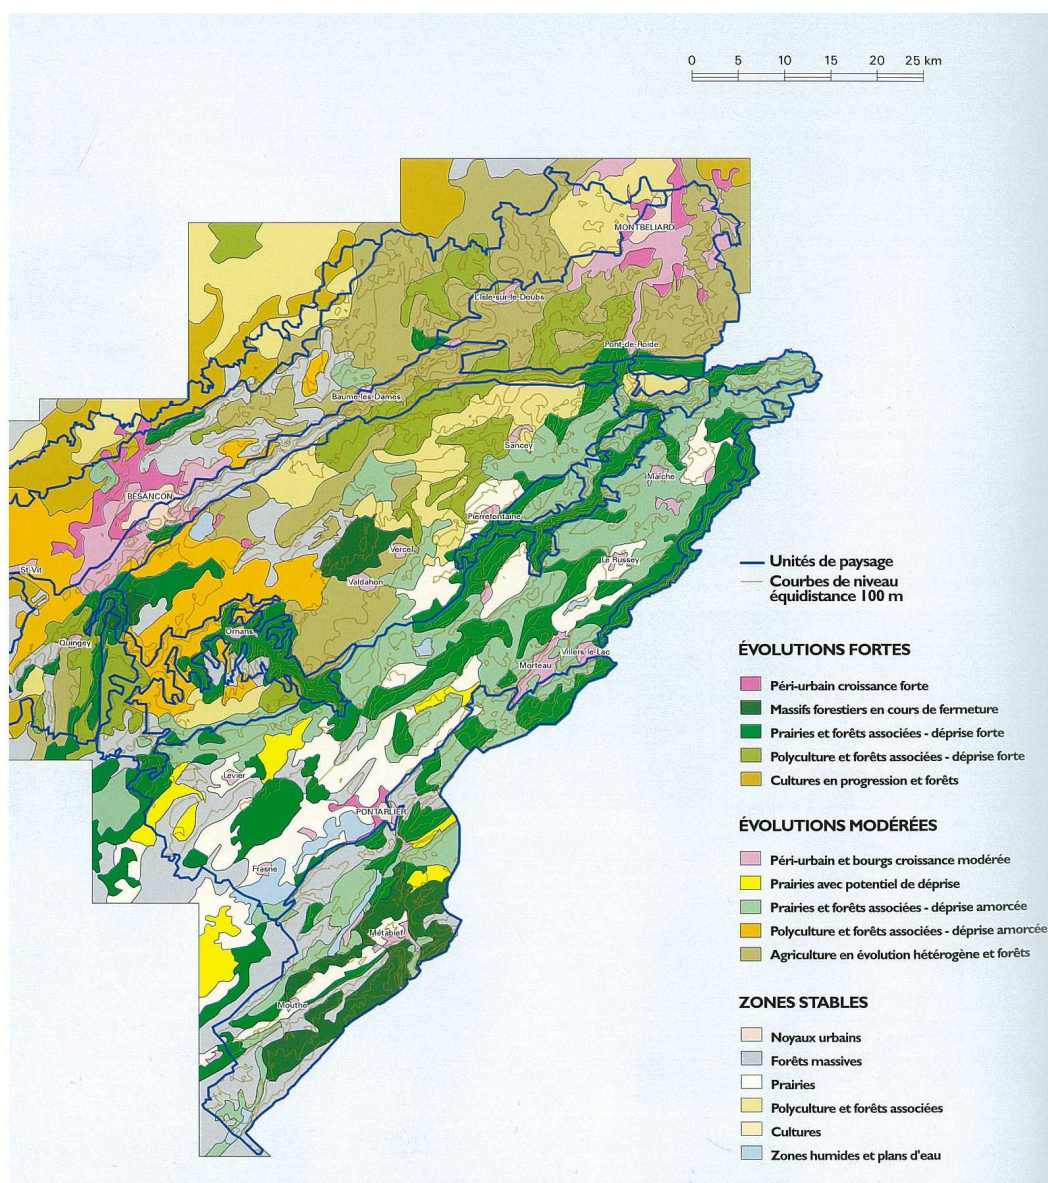 0 5 10 15 20 25 km
MONTBELIARD
L'Isle-sur-le-Doubs
Pont-de-Roide
Baume-les-Dames
Sancey
Maîche
BESANCON
Pierrefontaine
Vercel
Le Russey
St-Vit
Valdahon
Ornans
Quingey
Villers-le-Lac
Morteau
Levier
PONTARLIER
Frasne
Métabief
Mouthe
Unités de paysage
Courbes de niveau
équidistance 100 m
ÉVOLUTIONS FORTES
Péri-urbain croissance forte
Massifs forestiers en cours de fermeture
Prairies et forêts associées - déprise forte
Polyculture et forêts associées - déprise forte
Cultures en progression et forêts
ÉVOLUTIONS MODÉRÉES
Péri-urbain et bourgs croissance modérée
Prairies avec potentiel de déprise
Prairies et forêts associées - déprise amorcée
Polyculture et forêts associées - déprise amorcée
Agriculture en évolution hétérogène et forêts
ZONES STABLES
Noyaux urbains
Forêts massives
Prairies
Polyculture et forêts associées
Cultures
Zones humides et plans d'eau